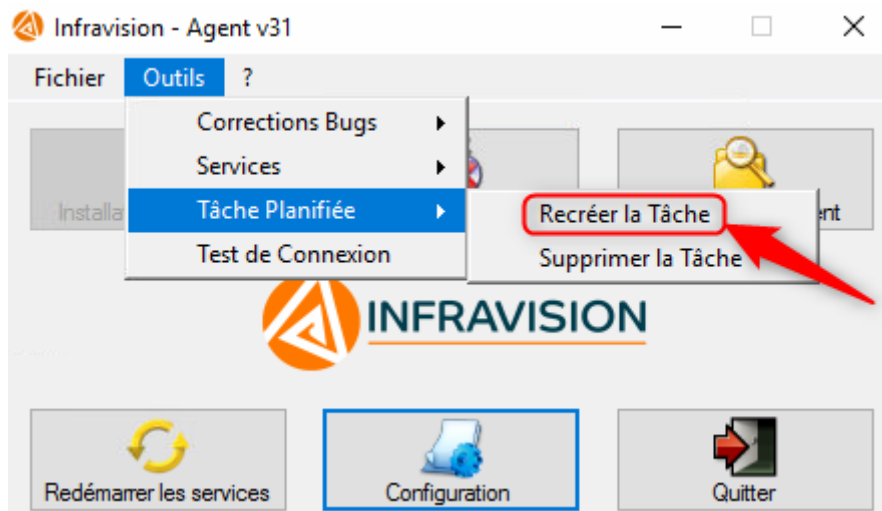 Infravision - Agent v31
Fichier Outils ?
Corrections Bugs
Services
Tâche Planifiée
Test de Connexion
Recréer la Tâche
Supprimer la Tâche
INFRAVISION
Redémarrer les services
Configuration
Quitter